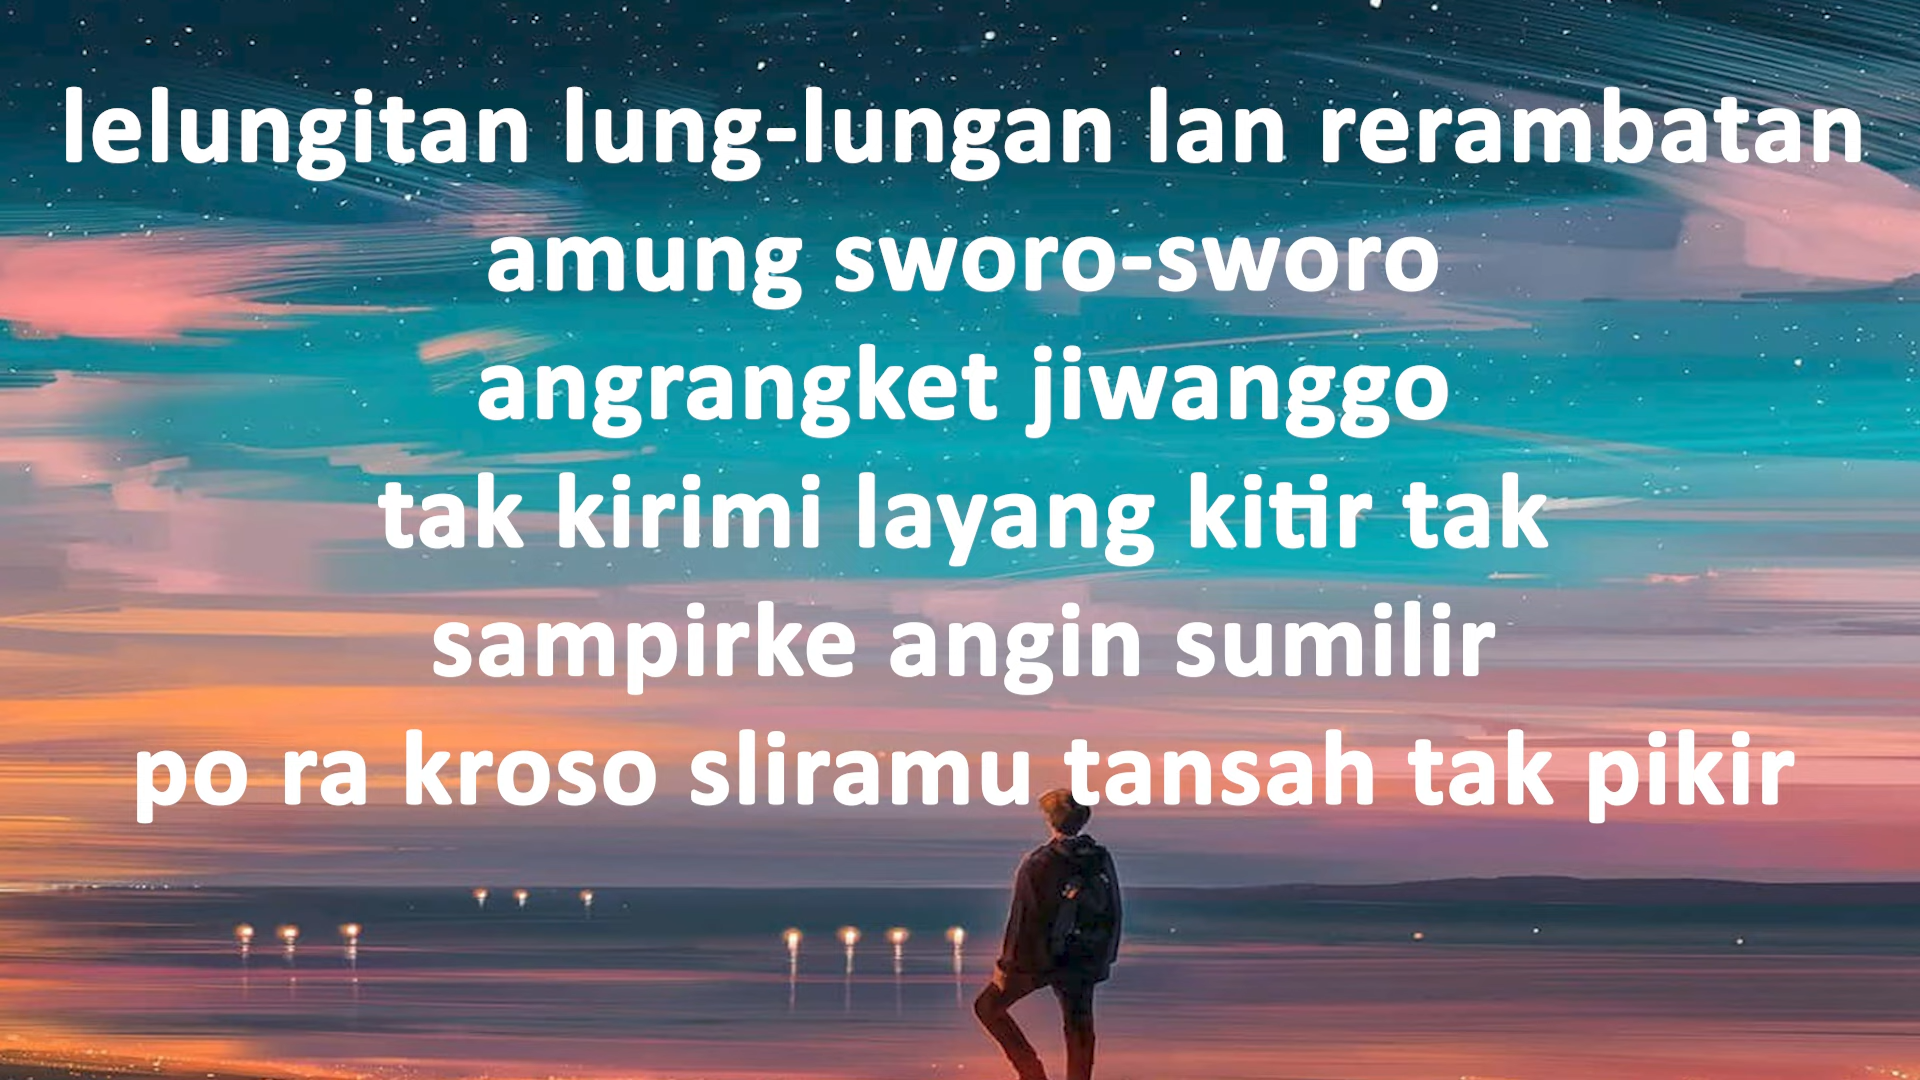 lelungitan lung-lungan lan rerambatan
amung sworo-sworo
angrangket jiwanggo
tak kirimi layang kitir tak
sampirke angin sumilir
po ra kroso sliramu tansah tak pikir